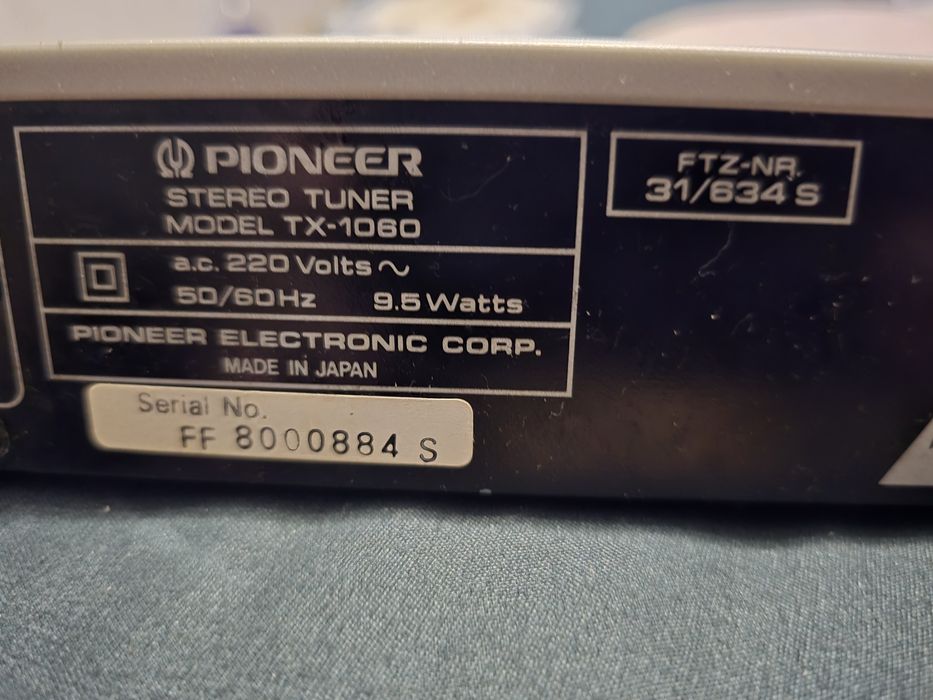 PIONEER
STEREO TUNER
MODEL TX-1060
a.c. 220 Volts ~
50/60Hz 9.5 Watts
PIONEER ELECTRONIC CORP.
MADE IN JAPAN
FTZ-NR.
31/634 S
Serial No.
FF 8000884 S